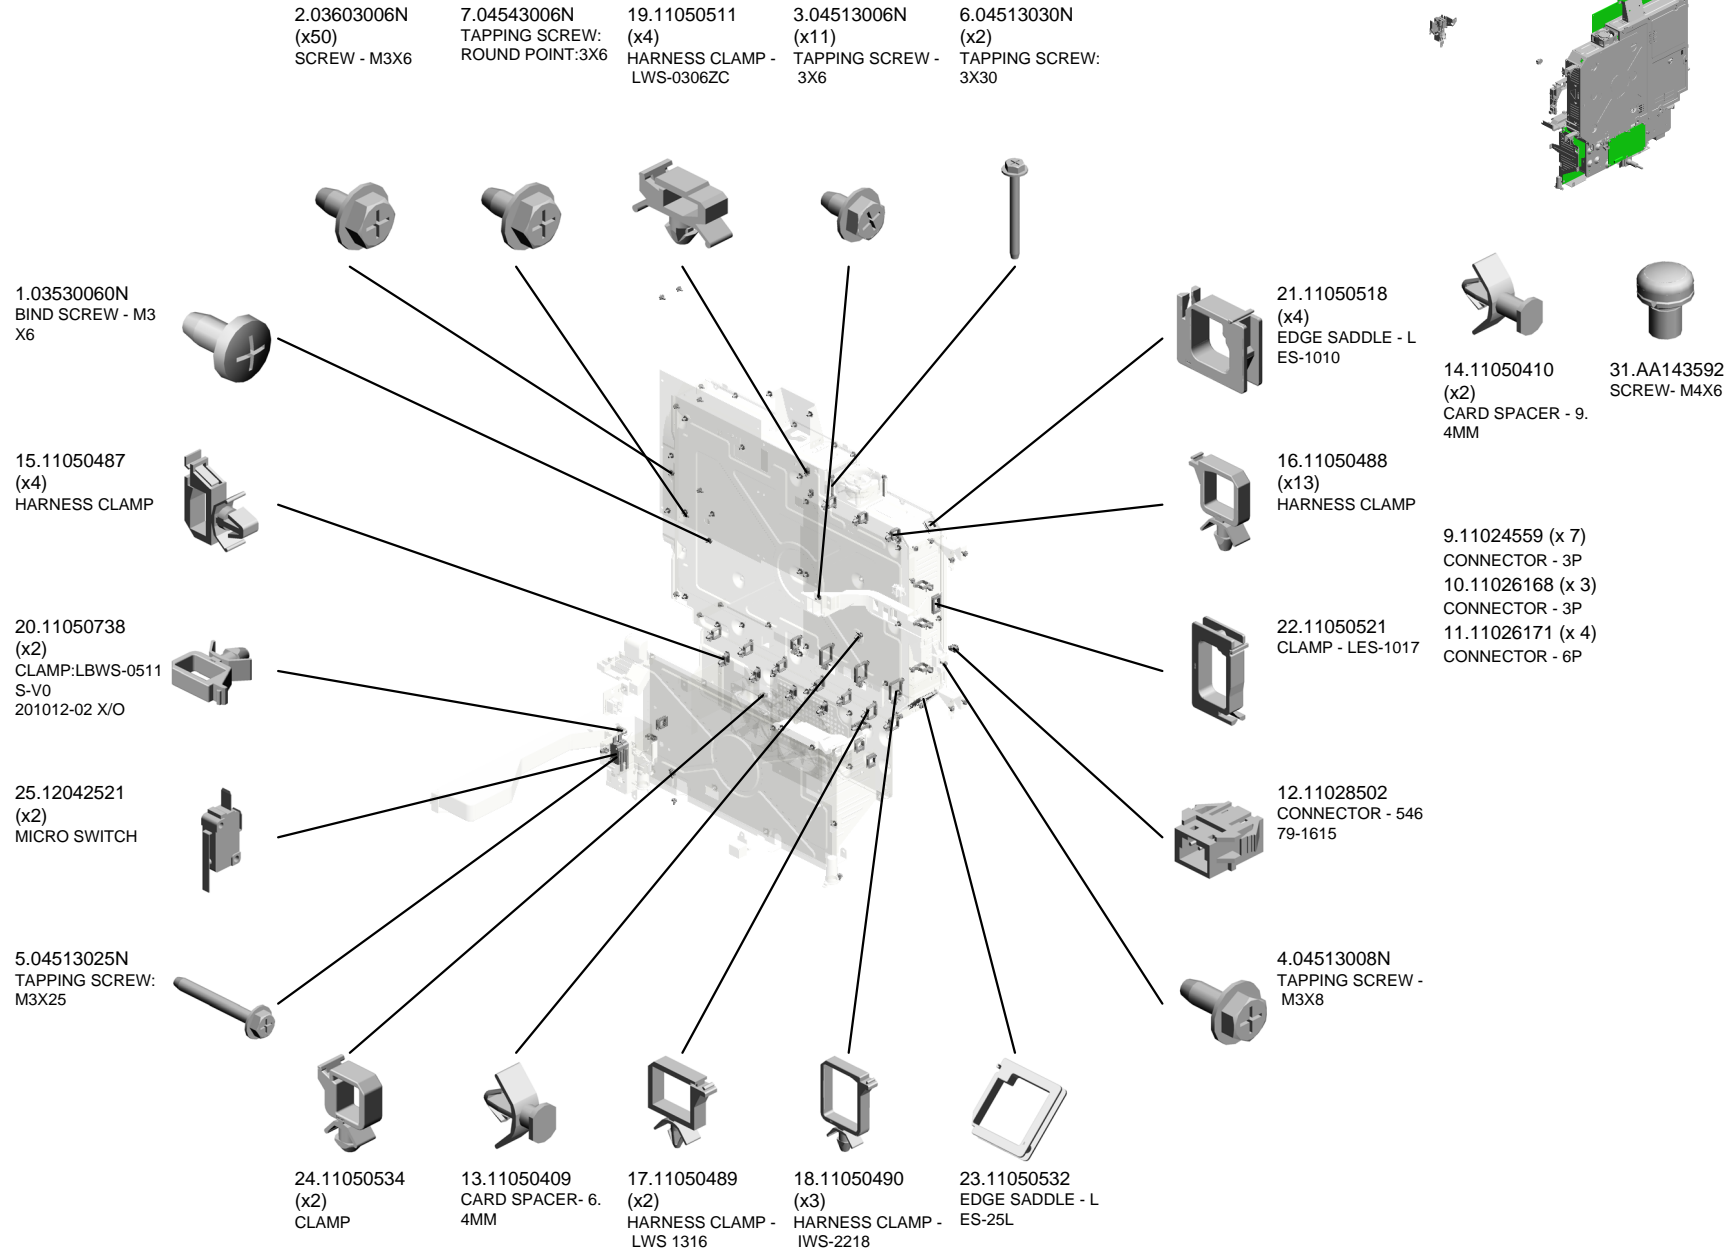 2.03603006N
(x50)
SCREW - M3X6
7.04543006N
TAPPING SCREW:
ROUND POINT:3X6
19.11050511
(x4)
HARNESS CLAMP -
LWS-0306ZC
3.04513006N
(x11)
TAPPING SCREW -
3X6
6.04513030N
(x2)
TAPPING SCREW:
3X30
1.03530060N
BIND SCREW - M3
X6
21.11050518
(x4)
EDGE SADDLE - L
ES-1010
14.11050410
(x2)
CARD SPACER - 9.
4MM
31.AA143592
SCREW- M4X6
15.11050487
(x4)
HARNESS CLAMP
16.11050488
(x13)
HARNESS CLAMP
9.11024559 (x 7)
CONNECTOR - 3P
10.11026168 (x 3)
CONNECTOR - 3P
11.11026171 (x 4)
CONNECTOR - 6P
20.11050738
(x2)
CLAMP:LBWS-0511
S-V0
201012-02 X/O
22.11050521
CLAMP - LES-1017
25.12042521
(x2)
MICRO SWITCH
12.11028502
CONNECTOR - 546
79-1615
5.04513025N
TAPPING SCREW:
M3X25
4.04513008N
TAPPING SCREW -
M3X8
24.11050534
(x2)
CLAMP
13.11050409
CARD SPACER- 6.
4MM
17.11050489
(x2)
HARNESS CLAMP -
LWS 1316
18.11050490
(x3)
HARNESS CLAMP -
IWS-2218
23.11050532
EDGE SADDLE - L
ES-25L